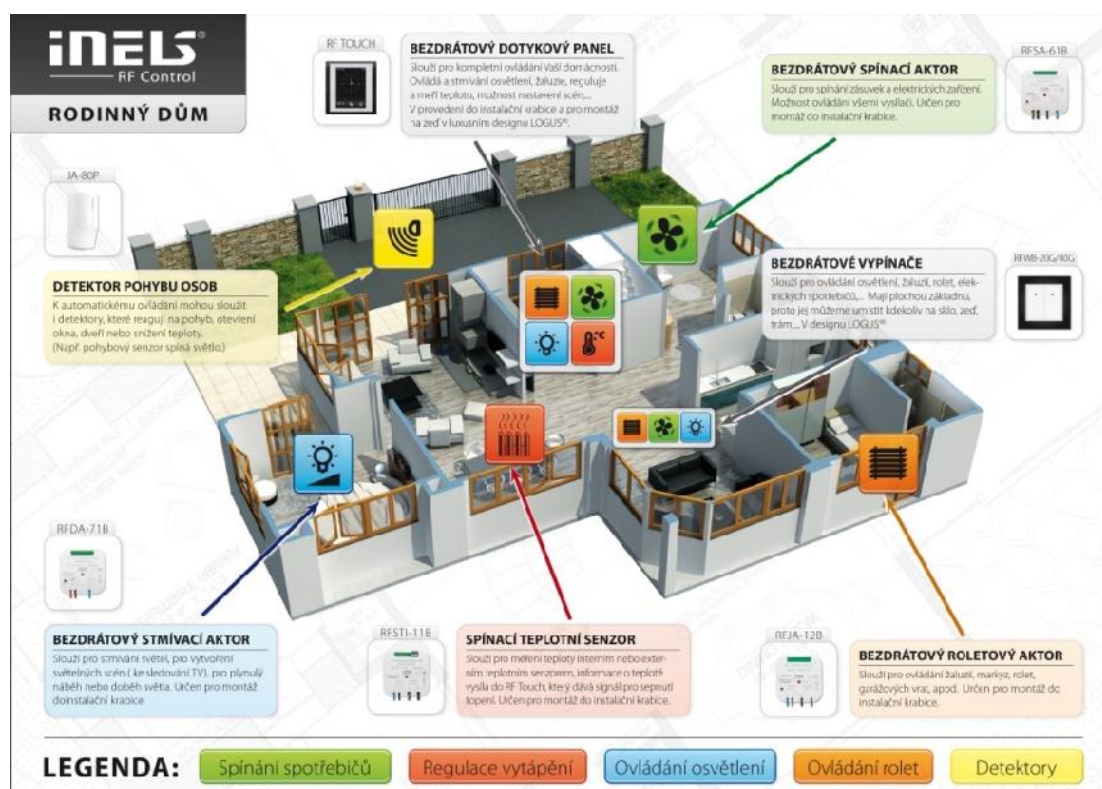 iNELS®
RF Control
RODINNÝ DŮM
RF TOUCH
BEZDRÁTOVÝ DOTYKOVÝ PANEL
Slouží pro kompletní ovládání Vaší domácnosti.
Ovládá a stmívání osvětlení, žaluzie, reguluje
a měří teplotu, možnost nastavení scén,...
V provedení do instalační krabice a pro montáž
na zeď v luxusním designu LOGUS®.
BEZDRÁTOVÝ SPÍNACÍ AKTOR
Slouží pro spínání zásuvek a elektrických zařízení.
Možnost ovládání všemi vysílači. Určen pro
montáž do instalační krabice.
RFSA-61B
JA-80P
DETEKTOR POHYBU OSOB
K automatickému ovládání mohou sloužit
i detektory, které reagují na pohyb, otevření
okna, dveří nebo snížení teploty.
(Např. pohybový senzor spíná světlo.)
BEZDRÁTOVÉ VYPÍNAČE
Slouží pro ovládání osvětlení, žaluzií, rolet, elek-
trických spotřebičů,... Mají plochou základnu,
proto jej můžeme umístit kdekoliv na sklo, zeď,
trám,... V designu LOGUS®
RFWB-20G/40G
°C
RFDA-71B
BEZDRÁTOVÝ STMÍVACÍ AKTOR
Slouží pro stmívání světel, pro vytvoření
světelných scén ( ke sledování TV), pro plynulý
náběh nebo doběh světla. Určen pro montáž
doinstalační krabice.
RFSTI-11B
SPÍNACÍ TEPLOTNÍ SENZOR
Slouží pro měření teploty interním nebo exter-
ním teplotním senzorem, informace o teplotě
vysílá do RF Touch, který dává signál pro sepnutí
topení. Určen pro montáž do instalační krabice.
RFJA-12B
BEZDRÁTOVÝ ROLETOVÝ AKTOR
Slouží pro ovládání žaluzií, markýz, rolet,
garážových vrat, apod. Určen pro montáž do
instalační krabice.
LEGENDA:
Spínání spotřebičů
Regulace vytápění
Ovládání osvětlení
Ovládání rolet
Detektory